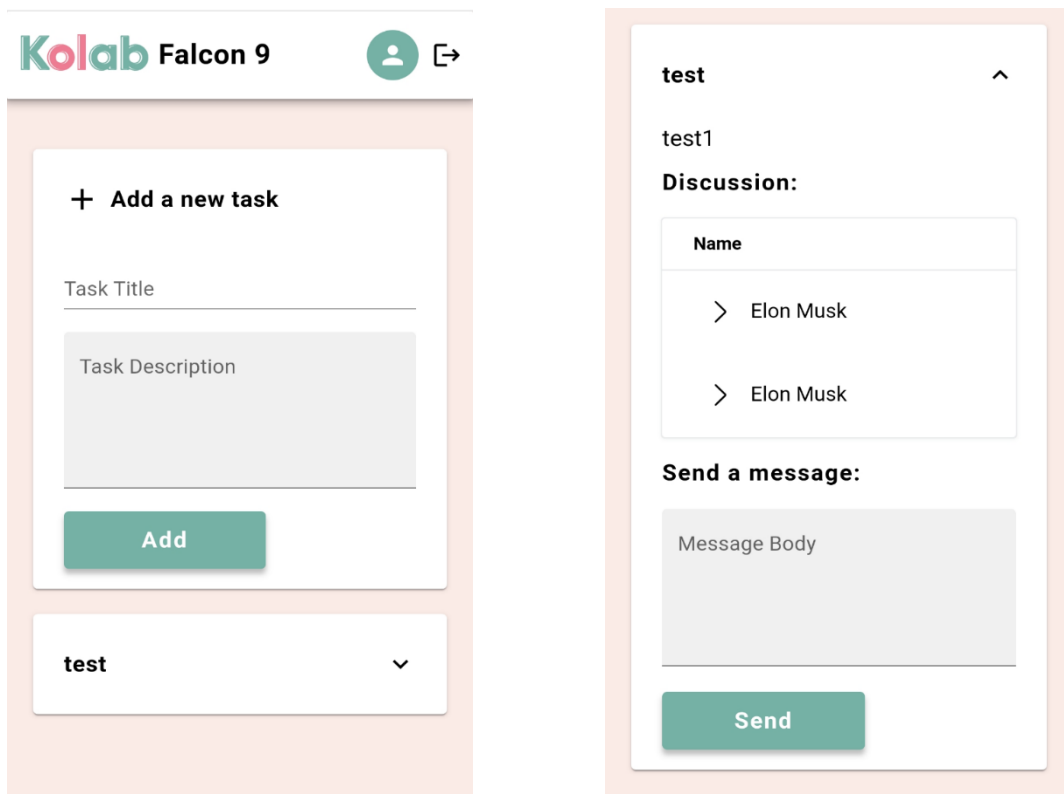 Kolab Falcon 9
Add a new task
Task Title
Task Description
Add
test
test
test1
Discussion:
Name
Elon Musk
Elon Musk
Send a message:
Message Body
Send